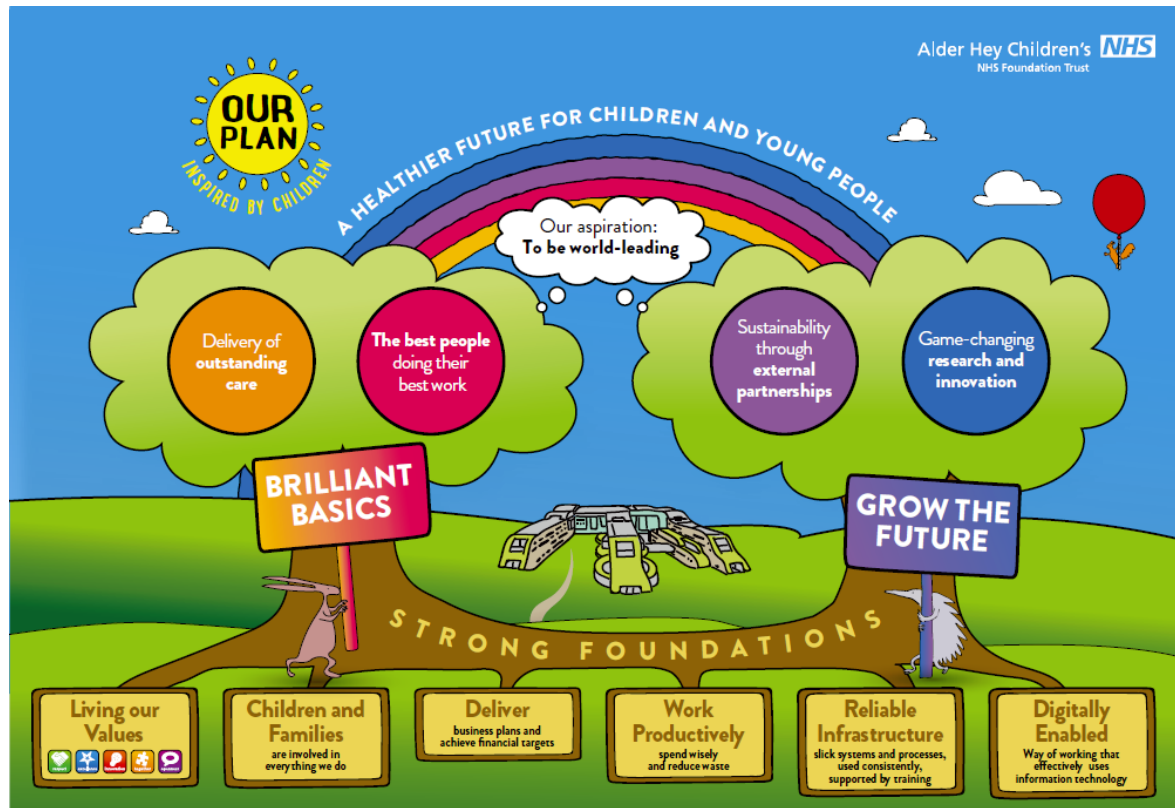 Alder Hey Children's NHS
NHS Foundation Trust
OUR
PLAN
INSPIRED BY CHILDREN
A HEALTHIER FUTURE FOR CHILDREN AND YOUNG PEOPLE
Our aspiration:
To be world-leading
Delivery of
outstanding
care
The best people
doing their
best work
Sustainability
through
external
partnerships
Game-changing
research and
innovation
BRILLIANT
BASICS
GROW THE
FUTURE
STRONG FOUNDATIONS
Living our
Values
Children and
Families
are involved in
everything we do
Deliver
business plans and
achieve financial targets
Work
Productively
spend wisely
and reduce waste
Reliable
Infrastructure
slick systems and processes,
used consistently,
supported by training
Digitally
Enabled
Way of working that
effectively uses
information technology